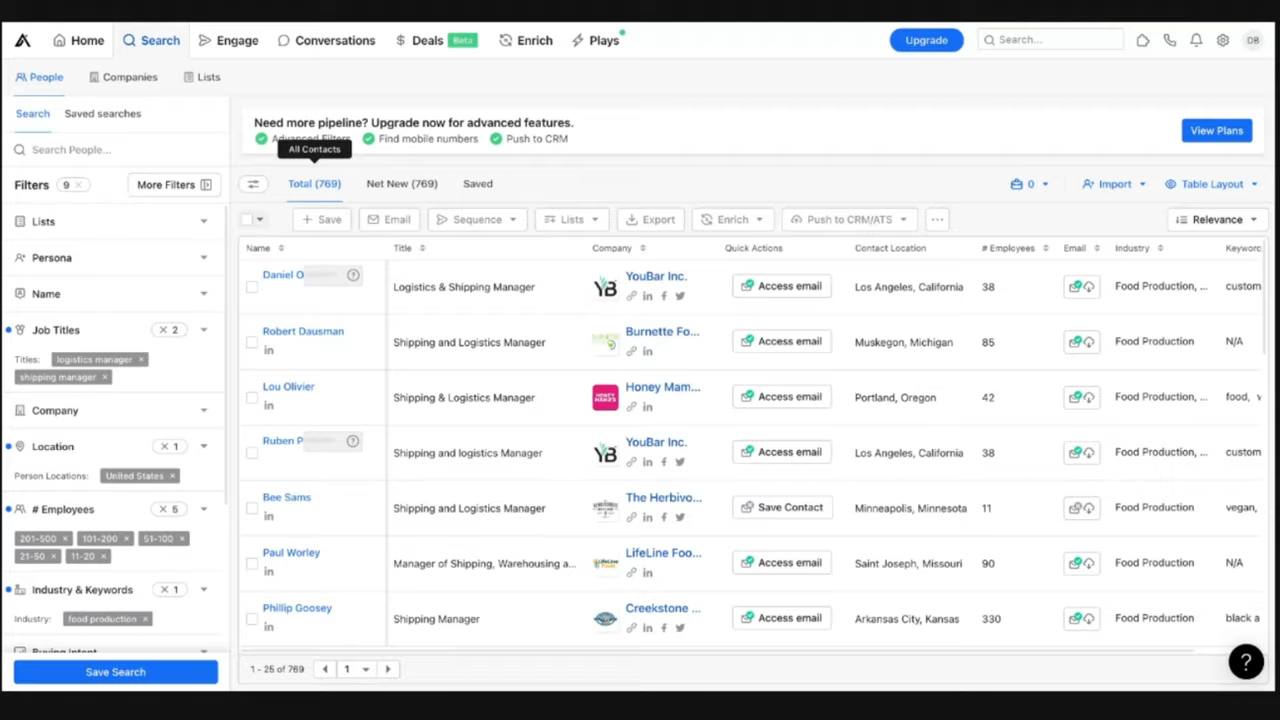 Home Search Engage Conversations Deals Beta Enrich Plays Upgrade Search... DB
People Companies Lists
Search Saved searches
Need more pipeline? Upgrade now for advanced features.
Advanced Filters Find mobile numbers Push to CRM
View Plans
All Contacts
Search People...
Filters 9 More Filters
Total (769) Net New (769) Saved 0 Import Table Layout
Save Email Sequence Lists Export Enrich Push to CRM/ATS ... Relevance
Lists
Persona
Name
Job Titles × 2
Titles: logistics manager ×
shipping manager ×
Company
Location × 1
Person Locations: United States ×
# Employees × 5
201-500 × 101-200 × 51-100 ×
21-50 × 11-20 ×
Industry & Keywords × 1
Industry: food production ×
Buying Intent
Save Search
Name Title Company Quick Actions Contact Location # Employees Email Industry Keyword
Daniel O Logistics & Shipping Manager YB YouBar Inc. Access email Los Angeles, California 38 Food Production, ... custom
Robert Dausman Shipping and Logistics Manager Burnette Fo... Access email Muskegon, Michigan 85 Food Production N/A
Lou Olivier Shipping & Logistics Manager HONEY MAMA'S Honey Mam... Access email Portland, Oregon 42 Food Production, ... food,
Ruben P Shipping and logistics Manager YB YouBar Inc. Access email Los Angeles, California 38 Food Production, ... custom
Bee Sams Shipping and Logistics Manager The Herbivo... Save Contact Minneapolis, Minnesota 11 Food Production vegan,
Paul Worley Manager of Shipping, Warehousing a... LifeLine Foo... Access email Saint Joseph, Missouri 90 Food Production N/A
Phillip Goosey Shipping Manager Creekstone ... Access email Arkansas City, Kansas 330 Food Production black a
1 - 25 of 769 1
?